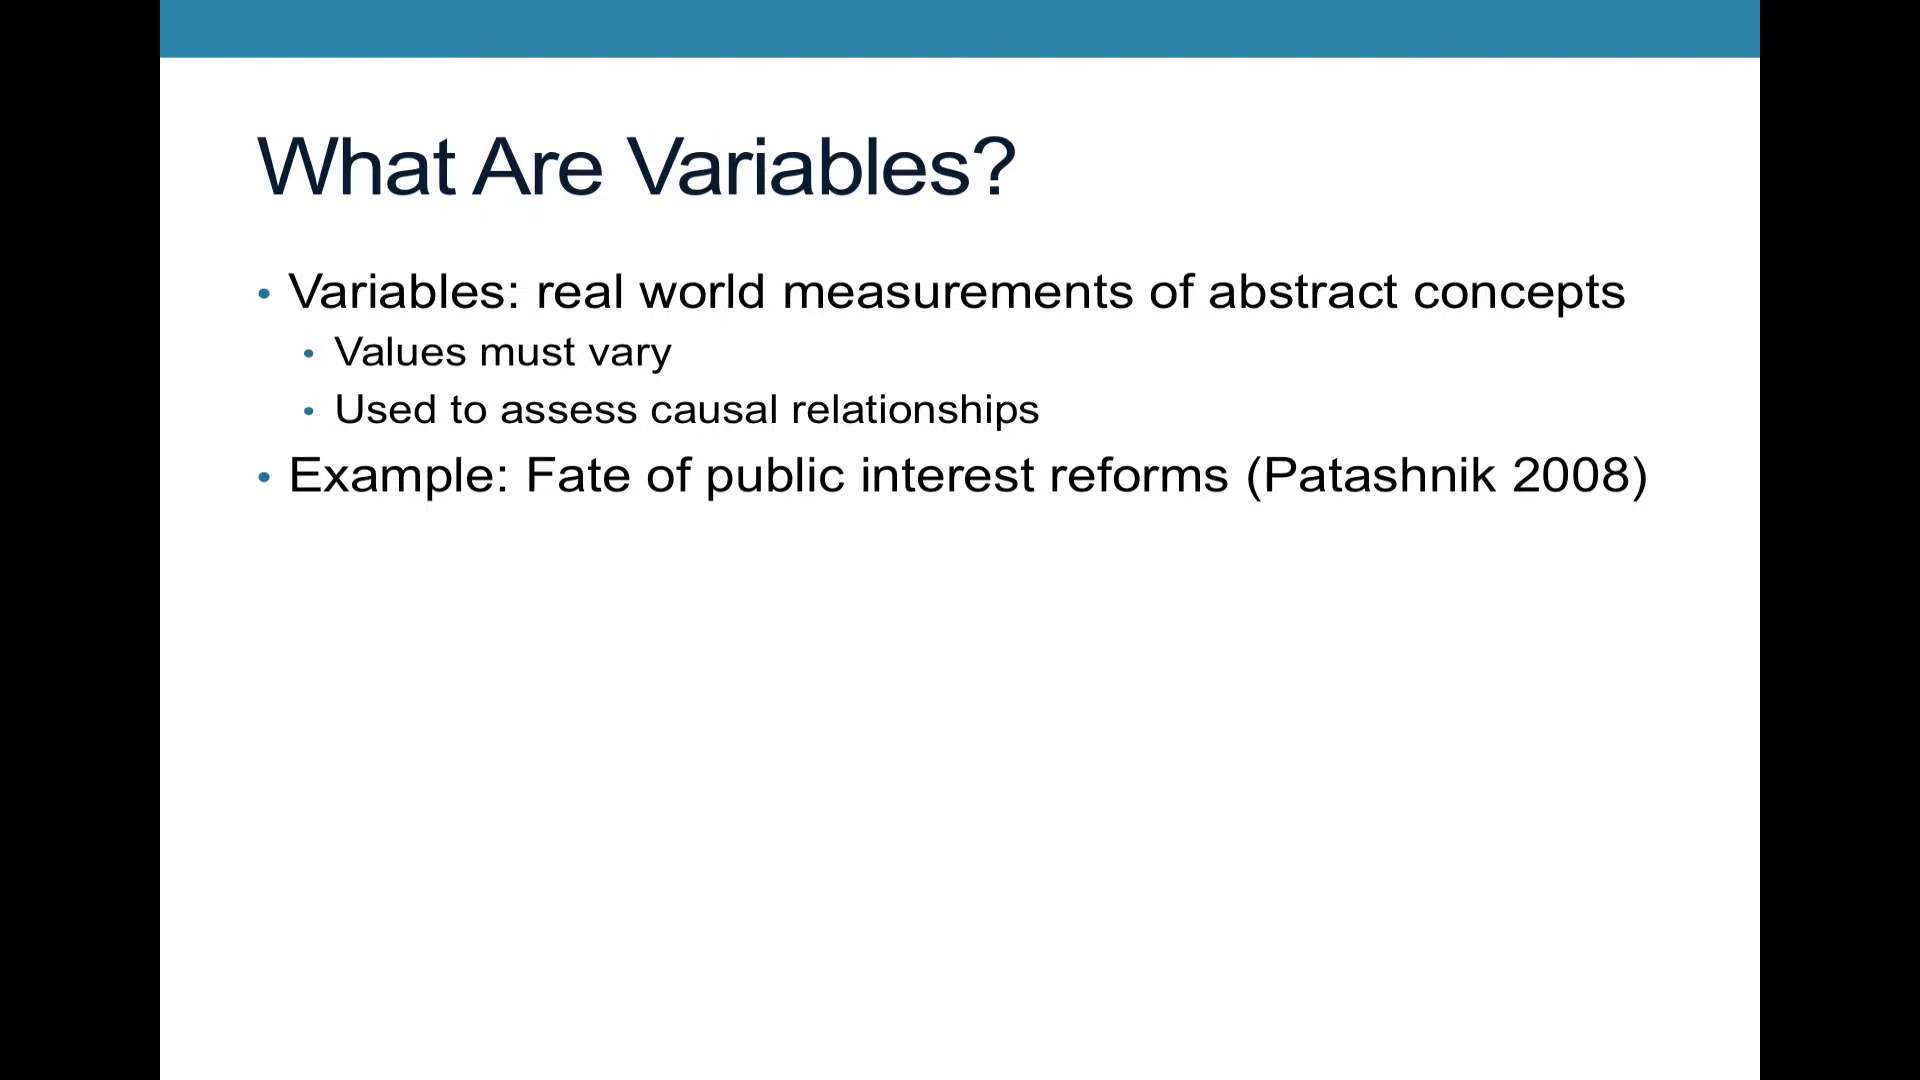 What Are Variables?
• Variables: real world measurements of abstract concepts
• Values must vary
• Used to assess causal relationships
• Example: Fate of public interest reforms (Patashnik 2008)